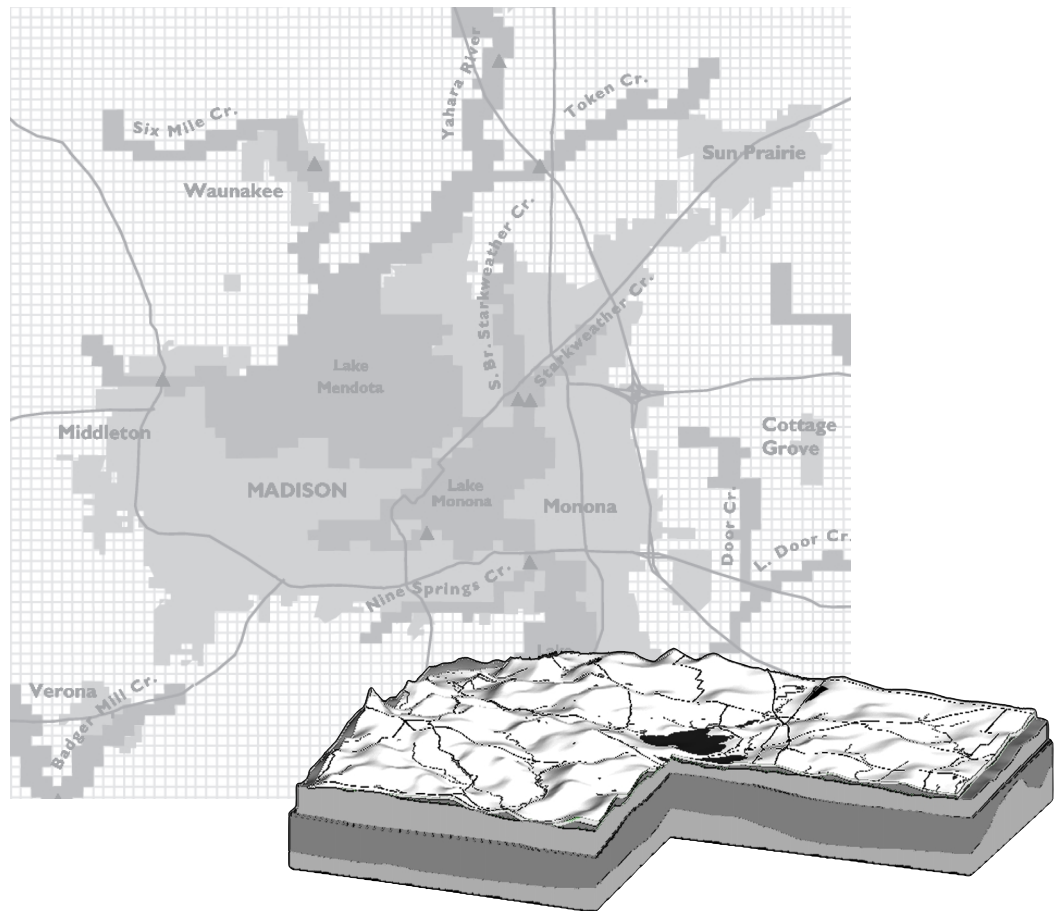 Yahara River
Token Cr.
Six Mile Cr.
Sun Prairie
Waunakee
S. Br. Starkweather Cr.
Starkweather Cr.
Lake
Mendota
Middleton
Cottage
Grove
MADISON
Lake
Monona
Monona
Door Cr.
L. Door Cr.
Nine Springs Cr.
Lake
Verona
Badger Mill Cr.